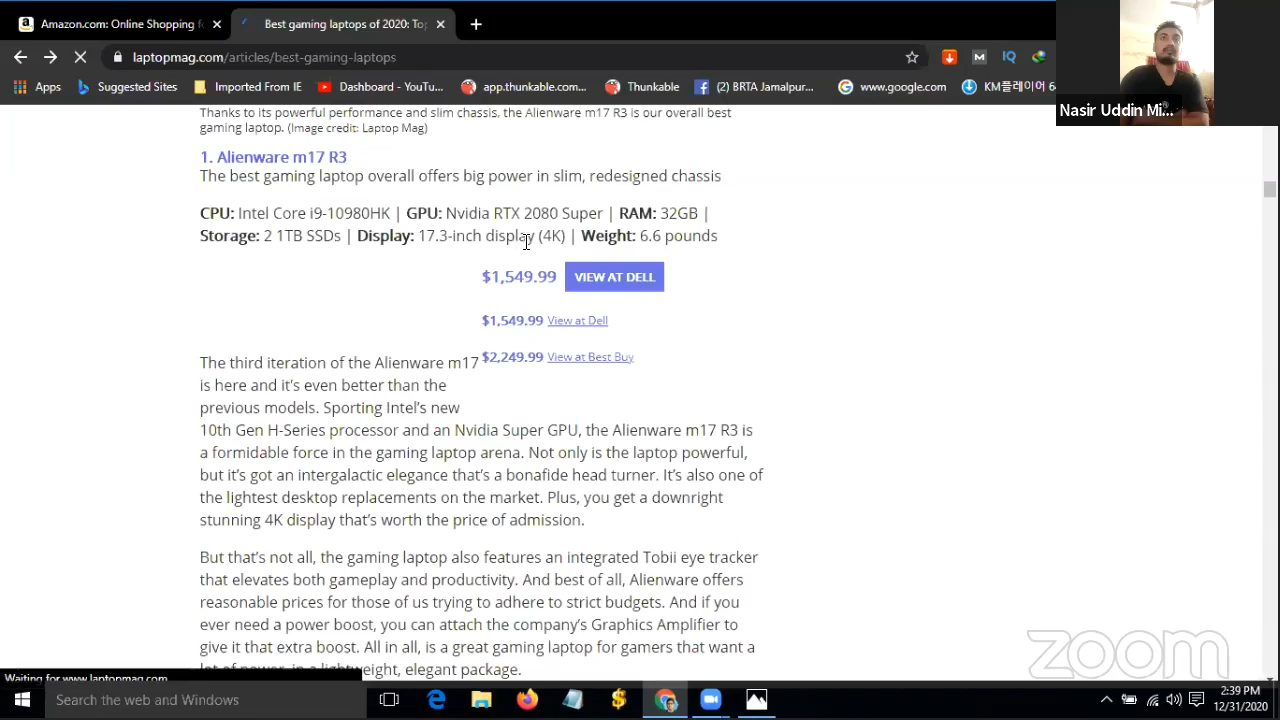 Amazon.com: Online Shopping f
Best gaming laptops of 2020: To
laptopmag.com/articles/best-gaming-laptops
Apps
Suggested Sites
Imported From IE
Dashboard - YouTu...
app.thunkable.com...
Thunkable
(2) BRTA Jamalpur...
www.google.com
KM플레이어 6
Nasir Uddin Mi...
Thanks to its powerful performance and slim chassis, the Alienware m17 R3 is our overall best
gaming laptop. (Image credit: Laptop Mag)
1. Alienware m17 R3
The best gaming laptop overall offers big power in slim, redesigned chassis
CPU: Intel Core i9-10980HK | GPU: Nvidia RTX 2080 Super | RAM: 32GB |
Storage: 2 1TB SSDs | Display: 17.3-inch display (4K) | Weight: 6.6 pounds
$1,549.99 VIEW AT DELL
$1,549.99 View at Dell
$2,249.99 View at Best Buy
The third iteration of the Alienware m17
is here and it's even better than the
previous models. Sporting Intel's new
10th Gen H-Series processor and an Nvidia Super GPU, the Alienware m17 R3 is
a formidable force in the gaming laptop arena. Not only is the laptop powerful,
but it's got an intergalactic elegance that's a bonafide head turner. It's also one of
the lightest desktop replacements on the market. Plus, you get a downright
stunning 4K display that's worth the price of admission.
But that's not all, the gaming laptop also features an integrated Tobii eye tracker
that elevates both gameplay and productivity. And best of all, Alienware offers
reasonable prices for those of us trying to adhere to strict budgets. And if you
ever need a power boost, you can attach the company's Graphics Amplifier to
give it that extra boost. All in all, is a great gaming laptop for gamers that want a
lot of power, in a lightweight, elegant package.
zoom
Waiting for www.laptopmag.com
Search the web and Windows
2:39 PM
12/31/2020